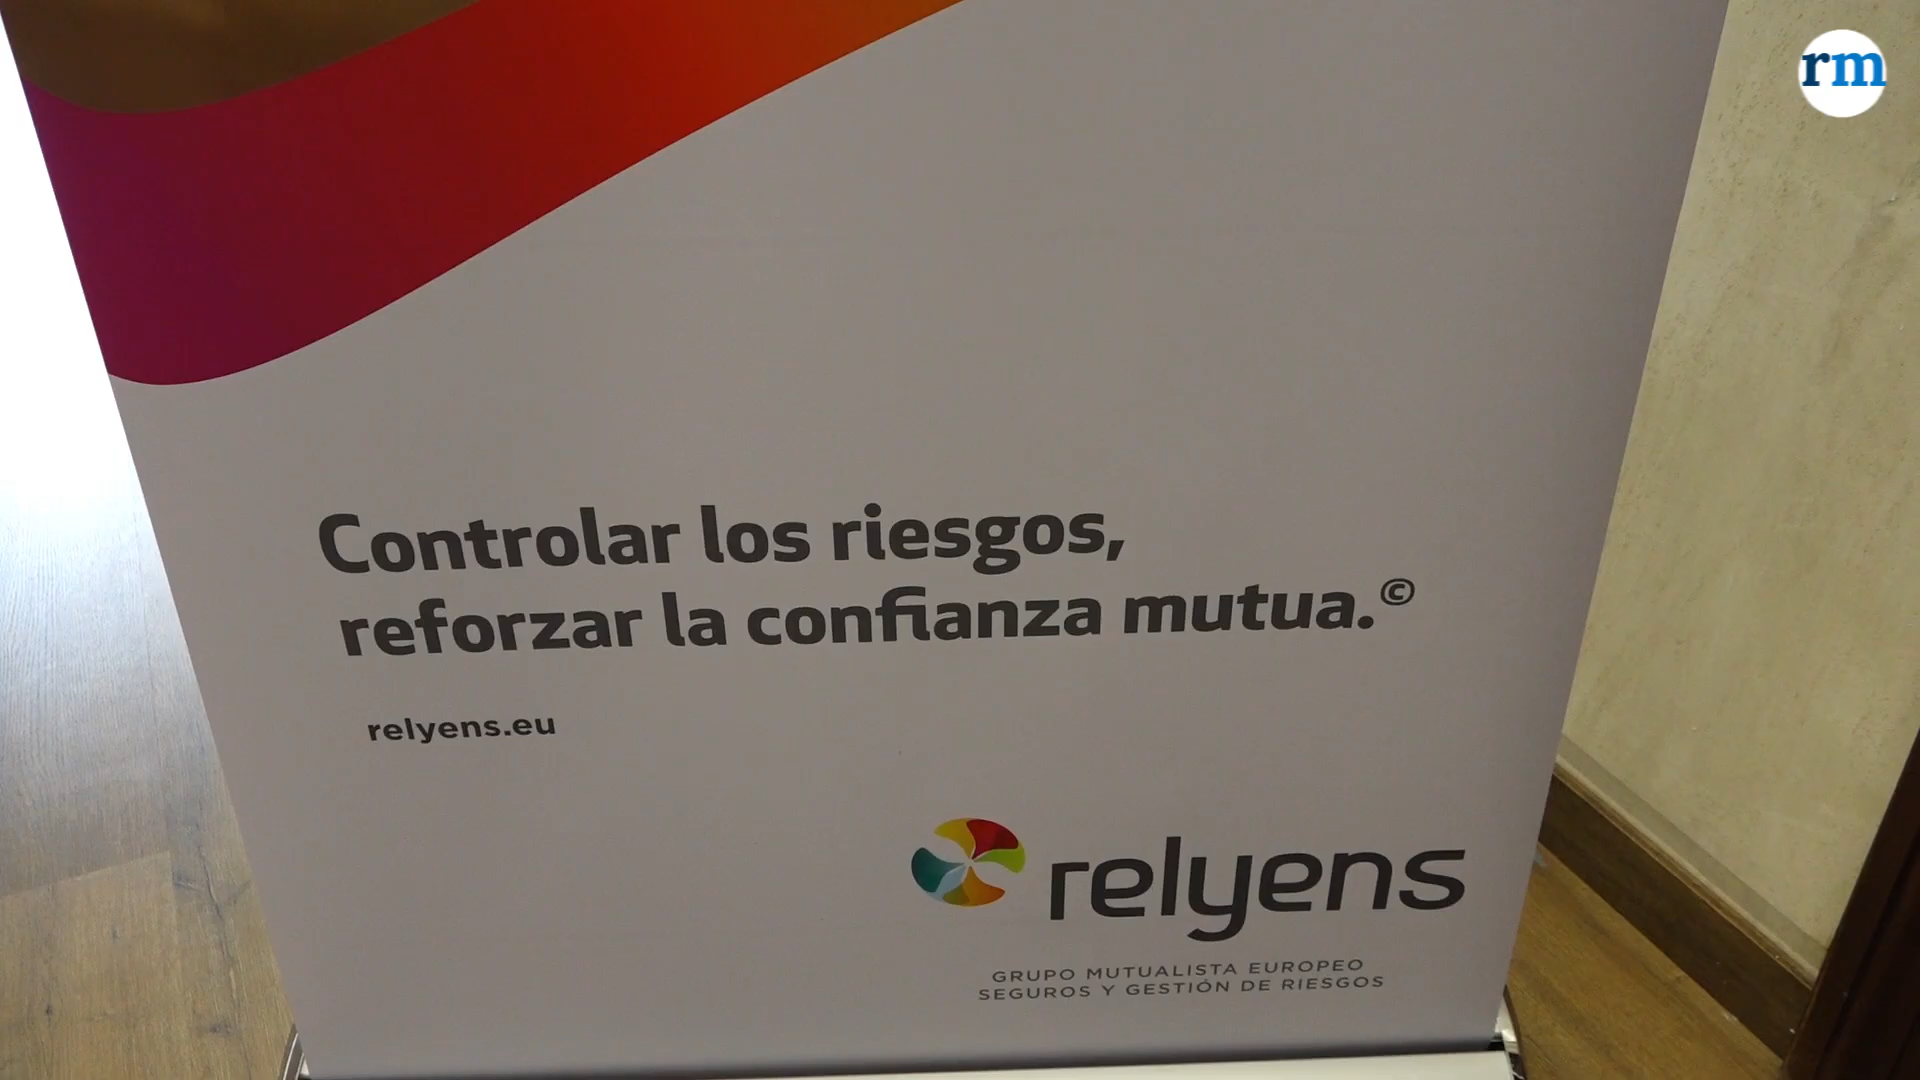 rm
Controlar los riesgos,
reforzar la confianza mutua.©
relyens.eu
relyens
GRUPO MUTUALISTA EUROPEO
SEGUROS Y GESTIÓN DE RIESGOS